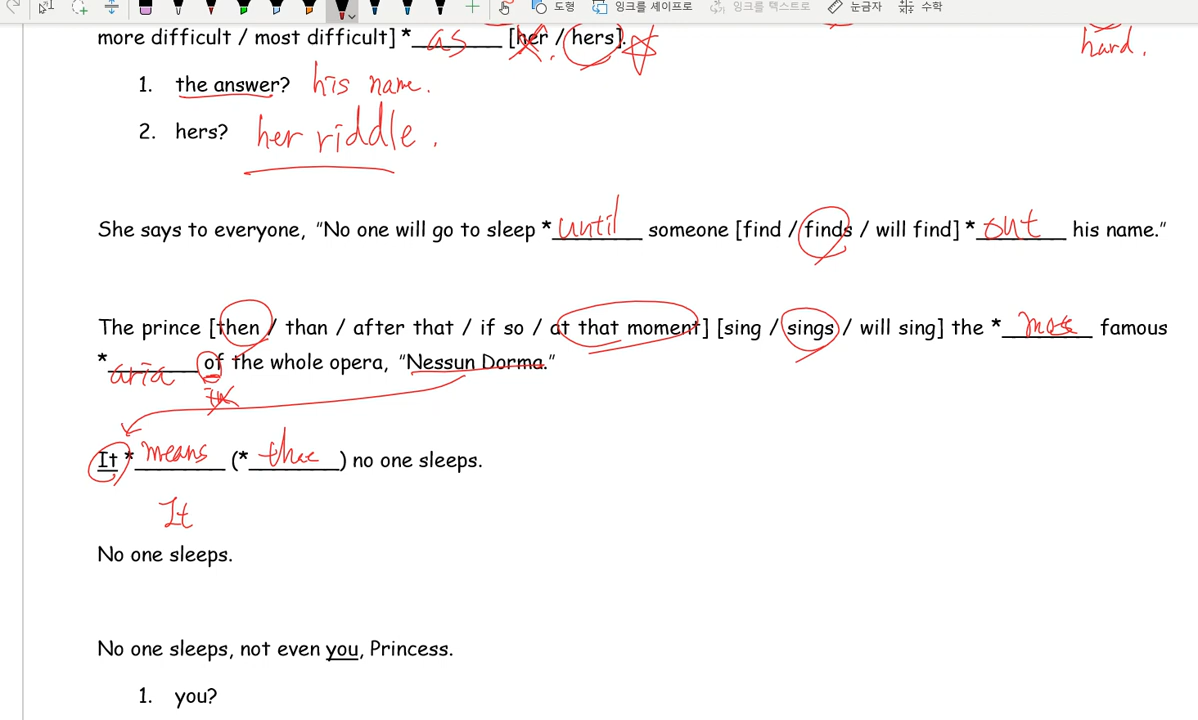 도형 잉크를 셰이프로 잉크를 텍스트로 눈금자 수학
more difficult / most difficult] * as [her / hers].
hard.
1. the answer? his name.
2. hers? her riddle.
She says to everyone, “No one will go to sleep * until someone [find / finds / will find] * out his name.”
The prince [then / than / after that / if so / at that moment] [sing / sings / will sing] the * most famous
* aria of the whole opera, “Nessun Dorma.”
in
It * means (* that ) no one sleeps.
It
No one sleeps.
No one sleeps, not even you, Princess.
1. you?